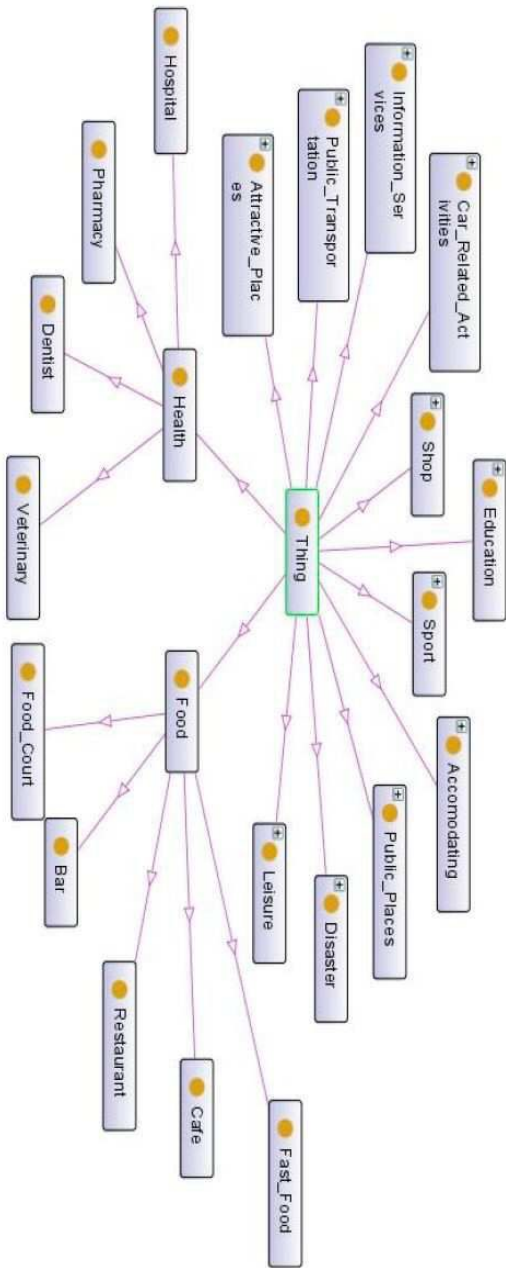 Education
Car_Related_Act
ivities
Accomodating
Shop
Sport
Information_Ser
vices
Public_Places
Public_Transpor
tation
Disaster
Thing
Fast_Food
Attractive_Plac
es
Leisure
Cafe
Hospital
Health
Food
Restaurant
Pharmacy
Bar
Dentist
Food_Court
Veterinary